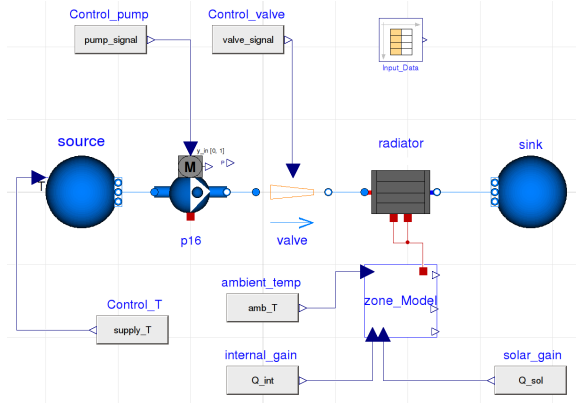 Control_pump
Control_valve
pump_signal
valve_signal
Input_Data
y_in [0, 1]
source
M
P
radiator
sink
T
p16
valve
ambient_temp
zone_Model
Control_T
amb_T
supply_T
internal_gain
solar_gain
Q_int
Q_sol